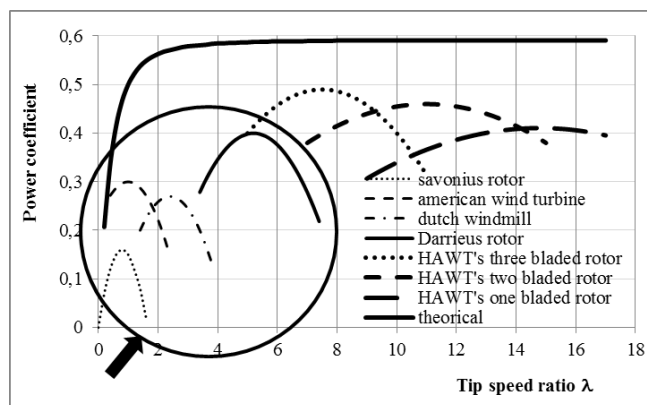 0,6
0,5
0,4
0,3
0,2
0,1
0
Power coefficient
savonius rotor
american wind turbine
dutch windmill
Darrieus rotor
HAWT's three bladed rotor
HAWT's two bladed rotor
HAWT's one bladed rotor
theorical
0 2 4 6 8 10 12 14 16 18
Tip speed ratio λ